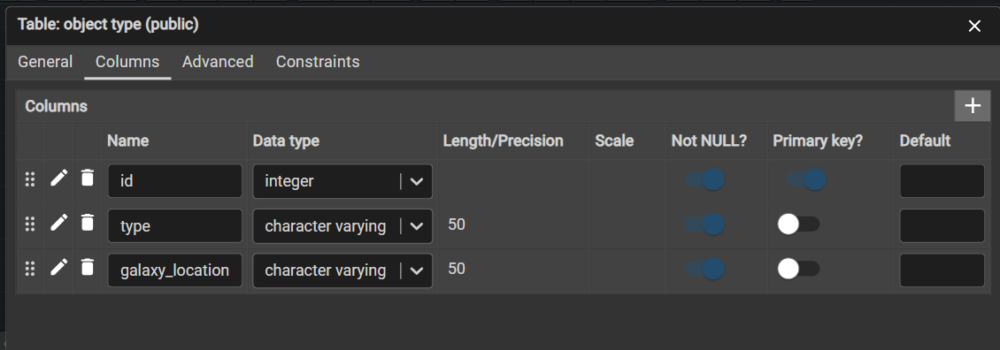 Table: object type (public)
General Columns Advanced Constraints
Columns
Name Data type Length/Precision Scale Not NULL? Primary key? Default
id integer
type character varying 50
galaxy_location character varying 50